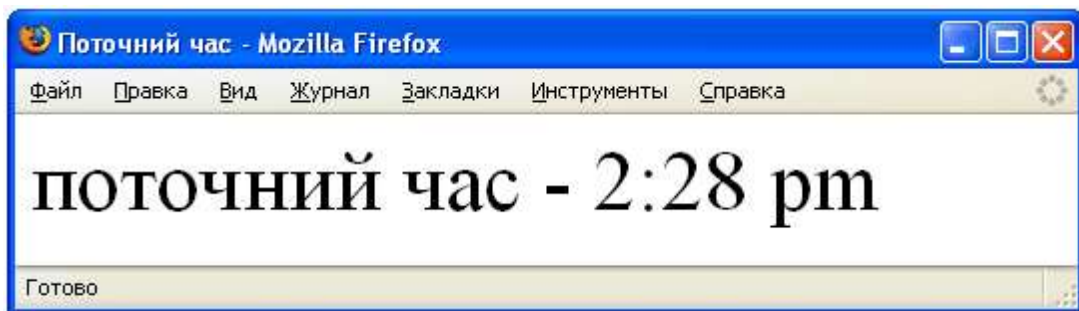 Поточний час - Mozilla Firefox
Файл Правка Вид Журнал Закладки Инструменты Справка
поточний час - 2:28 pm
Готово